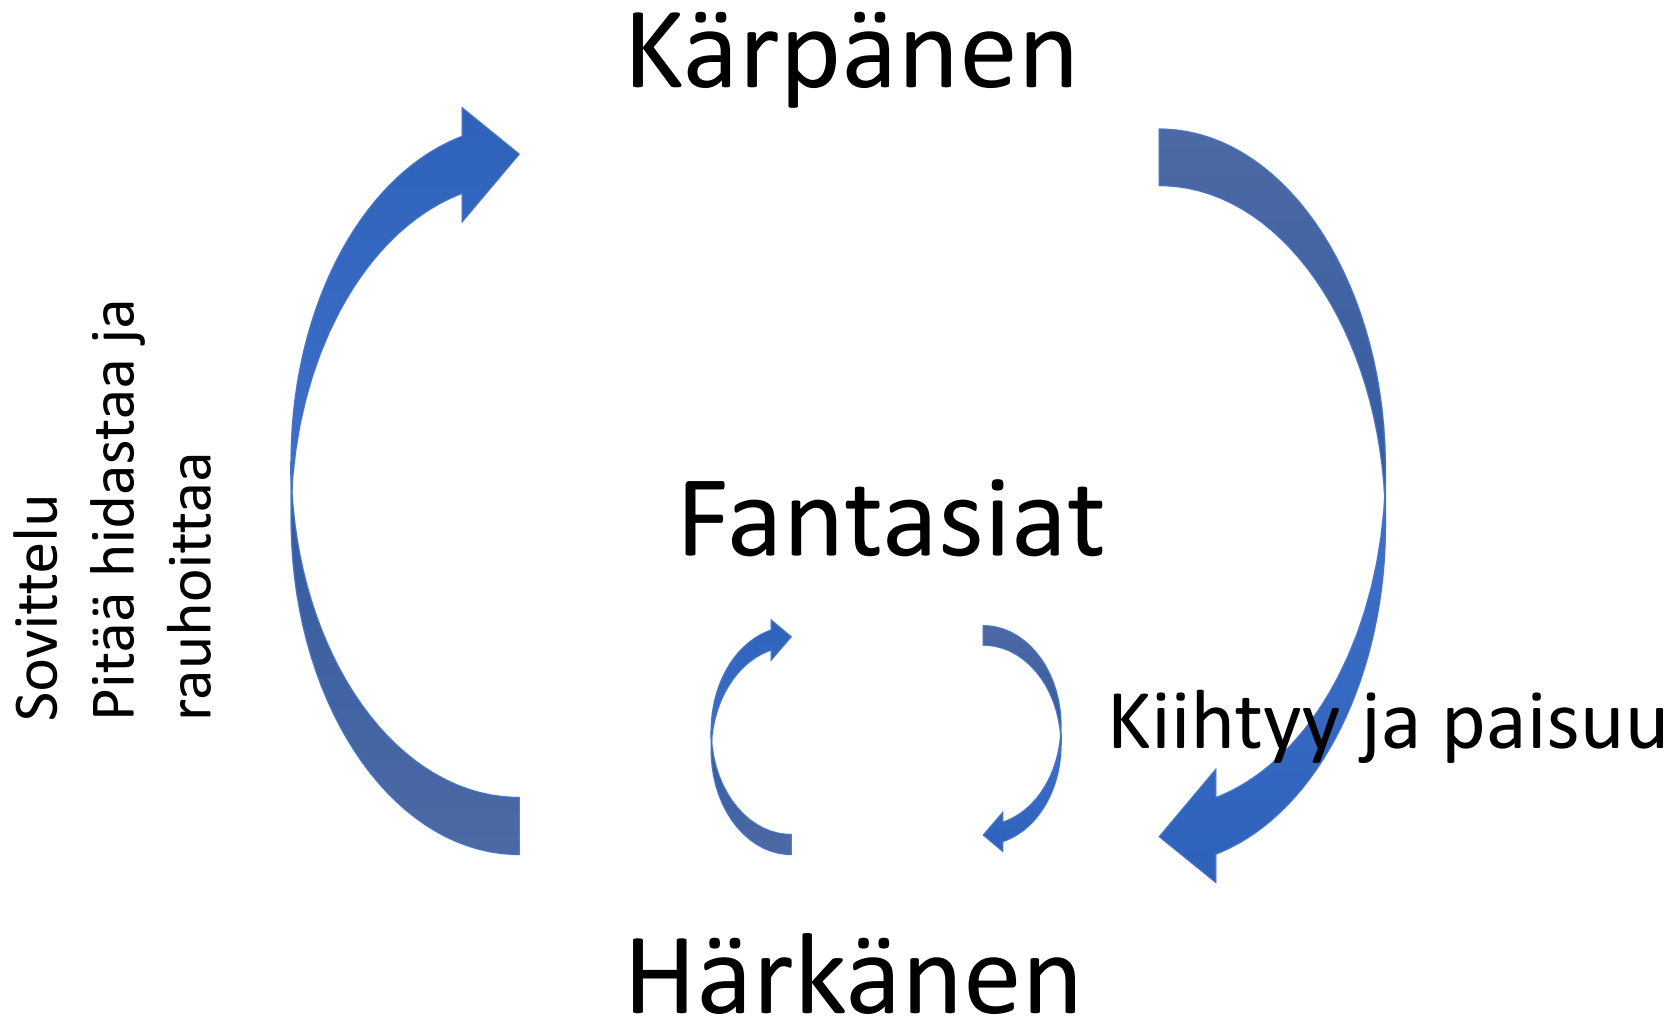 Kärpänen
Sovittelu
Pitää hidastaa ja
rauhoittaa
Fantasiat
Kiihtyy ja paisuu
Härkänen